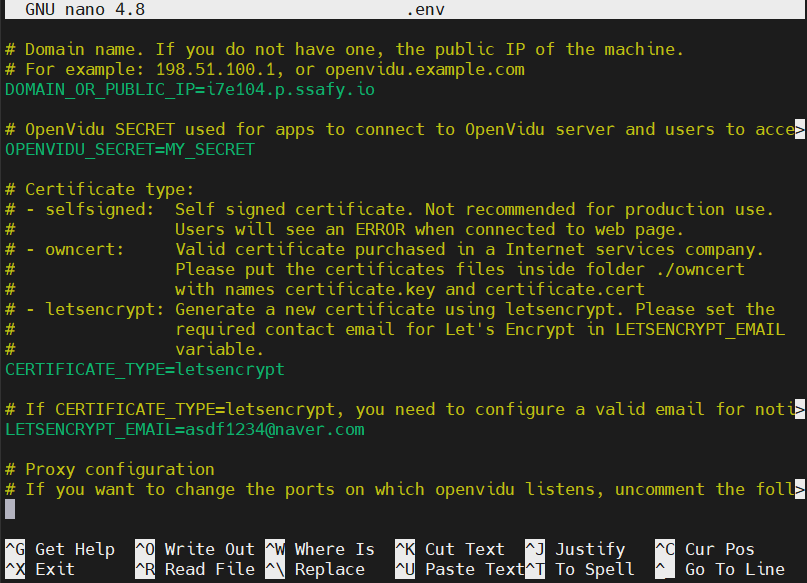 GNU nano 4.8 .env
# Domain name. If you do not have one, the public IP of the machine.
# For example: 198.51.100.1, or openvidu.example.com
DOMAIN_OR_PUBLIC_IP=i7e104.p.ssafy.io
# OpenVidu SECRET used for apps to connect to OpenVidu server and users to acce>
OPENVIDU_SECRET=MY_SECRET
# Certificate type:
# - selfsigned:  Self signed certificate. Not recommended for production use.
#                Users will see an ERROR when connected to web page.
# - owncert:     Valid certificate purchased in a Internet services company.
#                Please put the certificates files inside folder ./owncert
#                with names certificate.key and certificate.cert
# - letsencrypt: Generate a new certificate using letsencrypt. Please set the
#                required contact email for Let's Encrypt in LETSENCRYPT_EMAIL
#                variable.
CERTIFICATE_TYPE=letsencrypt
# If CERTIFICATE_TYPE=letsencrypt, you need to configure a valid email for noti>
LETSENCRYPT_EMAIL=asdf1234@naver.com
# Proxy configuration
# If you want to change the ports on which openvidu listens, uncomment the foll>
^G Get Help  ^O Write Out ^W Where Is  ^K Cut Text  ^J Justify   ^C Cur Pos
^X Exit      ^R Read File ^\ Replace   ^U Paste Text^T To Spell  ^_ Go To Line